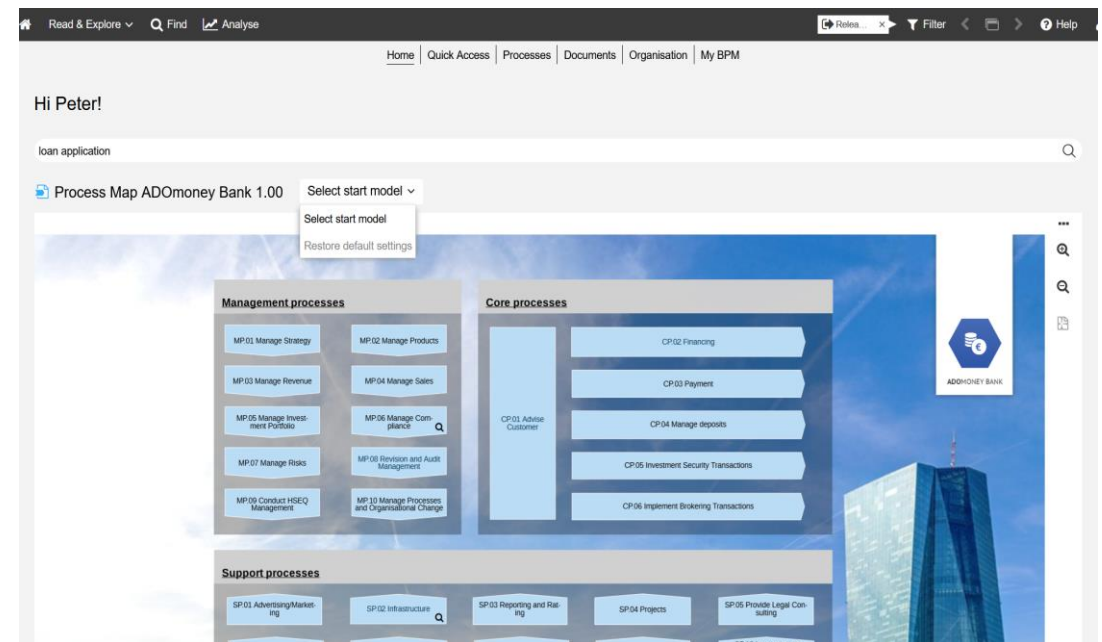 Read & Explore Find Analyse Relea... × Filter Help
Home Quick Access Processes Documents Organisation My BPM
Hi Peter!
loan application
Process Map ADOmoney Bank 1.00 Select start model
Select start model
Restore default settings
Management processes
MP.01 Manage Strategy
MP.02 Manage Products
MP.03 Manage Revenue
MP.04 Manage Sales
MP.05 Manage Invest-
ment Portfolio
MP.06 Manage Com-
pliance
MP.07 Manage Risks
MP.08 Revision and Audit
Management
MP.09 Conduct HSEQ
Management
MP.10 Manage Processes
and Organisational Change
Core processes
CP.01 Advise
Customer
CP.02 Financing
CP.03 Payment
CP.04 Manage deposits
CP.05 Investment Security Transactions
CP.06 Implement Brokering Transactions
ADOMONEY BANK
Support processes
SP.01 Advertising/Market-
ing
SP.02 Infrastructure
SP.03 Reporting and Rat-
ing
SP.04 Projects
SP.05 Provide Legal Con-
sulting